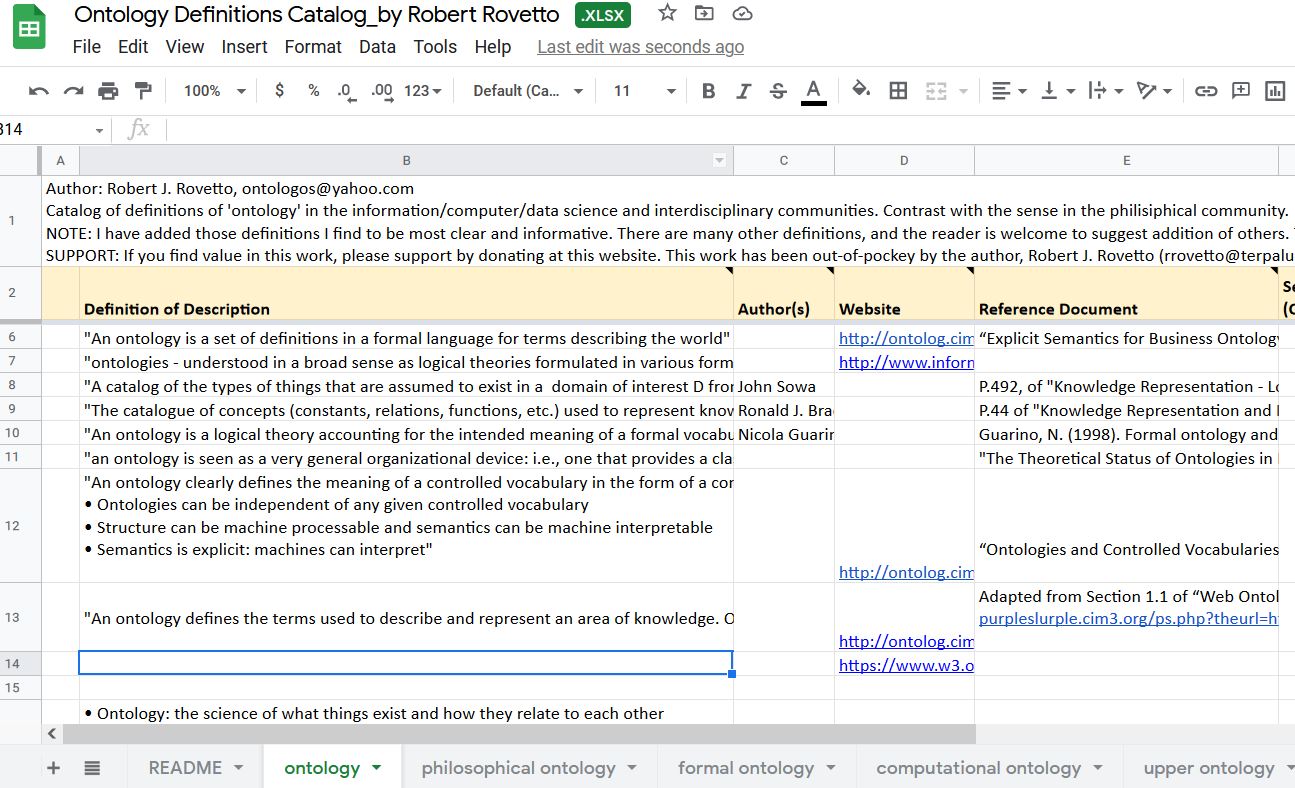 Ontology Definitions Catalog_by Robert Rovetto .XLSX
File Edit View Insert Format Data Tools Help Last edit was seconds ago
100% $ % .0 .00 123 Default (Ca... 11 B I S A
B14 fx
A B C D E
1
Author: Robert J. Rovetto, ontologos@yahoo.com
Catalog of definitions of 'ontology' in the information/computer/data science and interdisciplinary communities. Contrast with the sense in the philisiphical community.
NOTE: I have added those definitions I find to be most clear and informative. There are many other definitions, and the reader is welcome to suggest addition of others.
SUPPORT: If you find value in this work, please support by donating at this website. This work has been out-of-pockey by the author, Robert J. Rovetto (rrovetto@terpalu
2 Definition of Description Author(s) Website Reference Document
6 "An ontology is a set of definitions in a formal language for terms describing the world" http://ontolog.cim “Explicit Semantics for Business Ontology
7 "ontologies - understood in a broad sense as logical theories formulated in various form http://www.inform
8 "A catalog of the types of things that are assumed to exist in a domain of interest D from John Sowa P.492, of "Knowledge Representation - Lo
9 "The catalogue of concepts (constants, relations, functions, etc.) used to represent know Ronald J. Bra P.44 of "Knowledge Representation and
10 "An ontology is a logical theory accounting for the intended meaning of a formal vocabu Nicola Guarin Guarino, N. (1998). Formal ontology and
11 "an ontology is seen as a very general organizational device: i.e., one that provides a cla "The Theoretical Status of Ontologies in
12
"An ontology clearly defines the meaning of a controlled vocabulary in the form of a cor
• Ontologies can be independent of any given controlled vocabulary
• Structure can be machine processable and semantics can be machine interpretable
• Semantics is explicit: machines can interpret" “Ontologies and Controlled Vocabularies
http://ontolog.cim
13
Adapted from Section 1.1 of “Web Ontol
"An ontology defines the terms used to describe and represent an area of knowledge. O purpleslurple.cim3.org/ps.php?theurl=h
http://ontolog.cim
14 https://www.w3.o
15
• Ontology: the science of what things exist and how they relate to each other
README ontology philosophical ontology formal ontology computational ontology upper ontology